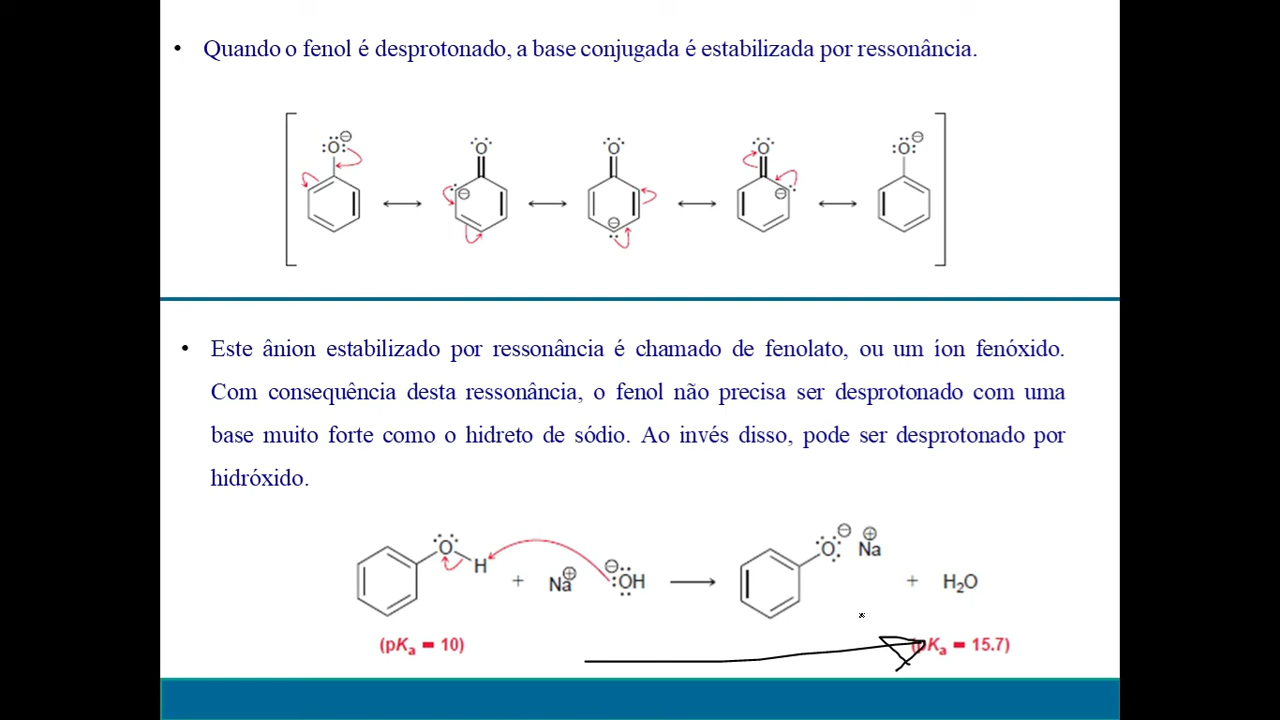 • Quando o fenol é desprotonado, a base conjugada é estabilizada por ressonância.
:Ö:⊖ ↔ O ↔ O ↔ O ↔ :Ö:⊖
• Este ânion estabilizado por ressonância é chamado de fenolato, ou um íon fenóxido.
Com consequência desta ressonância, o fenol não precisa ser desprotonado com uma
base muito forte como o hidreto de sódio. Ao invés disso, pode ser desprotonado por
hidróxido.
O H + Na⊕ ⊖:OH → O⊖ Na⊕ + H₂O
(pKa = 10) (pKa = 15.7)